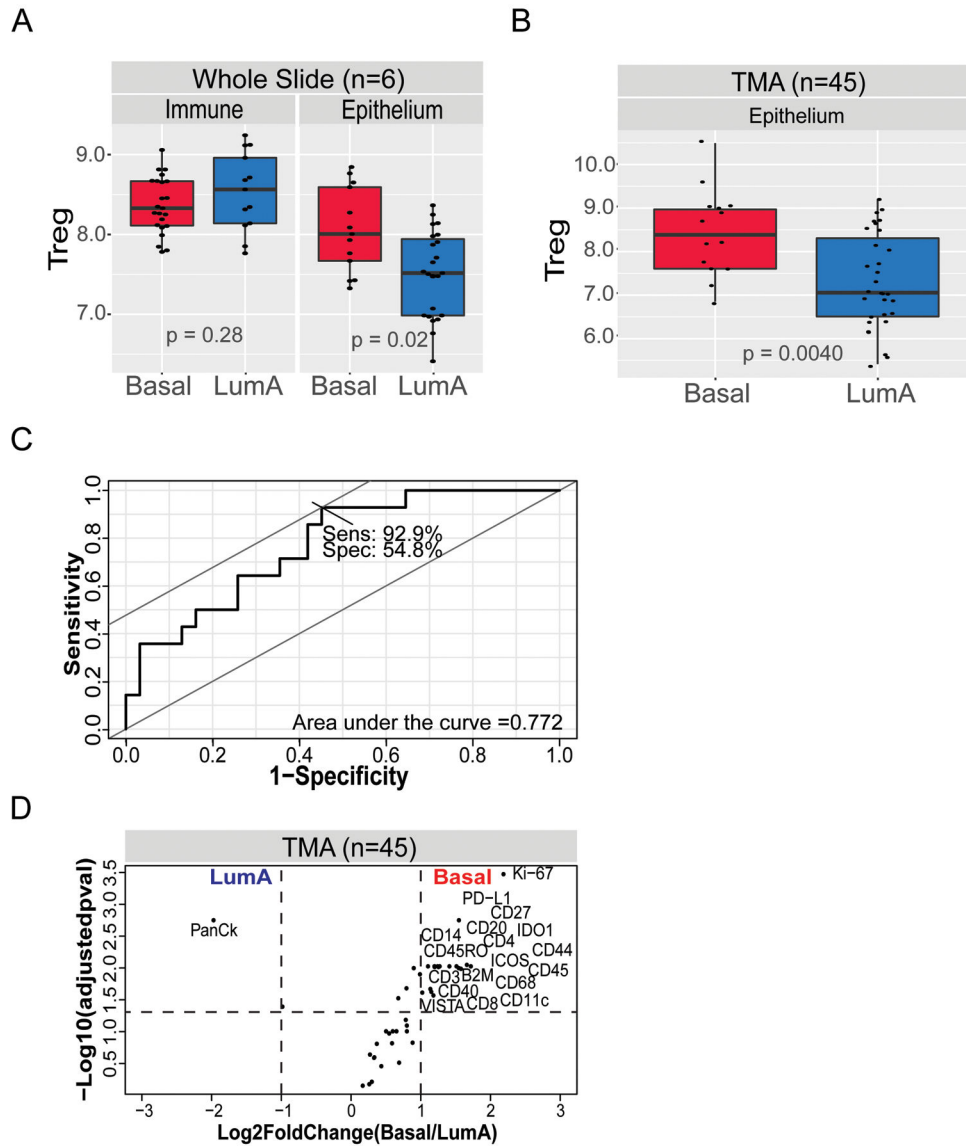 A
Whole Slide (n=6)
Immune
Epithelium
Treg
9.0
8.0
7.0
p = 0.28
p = 0.02
Basal
LumA
Basal
LumA
B
TMA (n=45)
Epithelium
Treg
10.0
9.0
8.0
7.0
6.0
p = 0.0040
Basal
LumA
C
Sensitivity
1.0
0.8
0.6
0.4
0.2
0.0
Sens: 92.9%
Spec: 54.8%
Area under the curve =0.772
0.0 0.2 0.4 0.6 0.8 1.0
1−Specificity
D
TMA (n=45)
−Log10(adjustedpval)
3.5
3.0
2.5
2.0
1.5
1.0
0.5
LumA
Basal
Ki−67
PD−L1
CD27
PanCk
CD14
CD20
IDO1
CD4
CD45RO
CD44
ICOS
CD45
CD3
B2M
CD68
CD40
VISTA
CD8
CD11c
−3 −2 −1 0 1 2 3
Log2FoldChange(Basal/LumA)